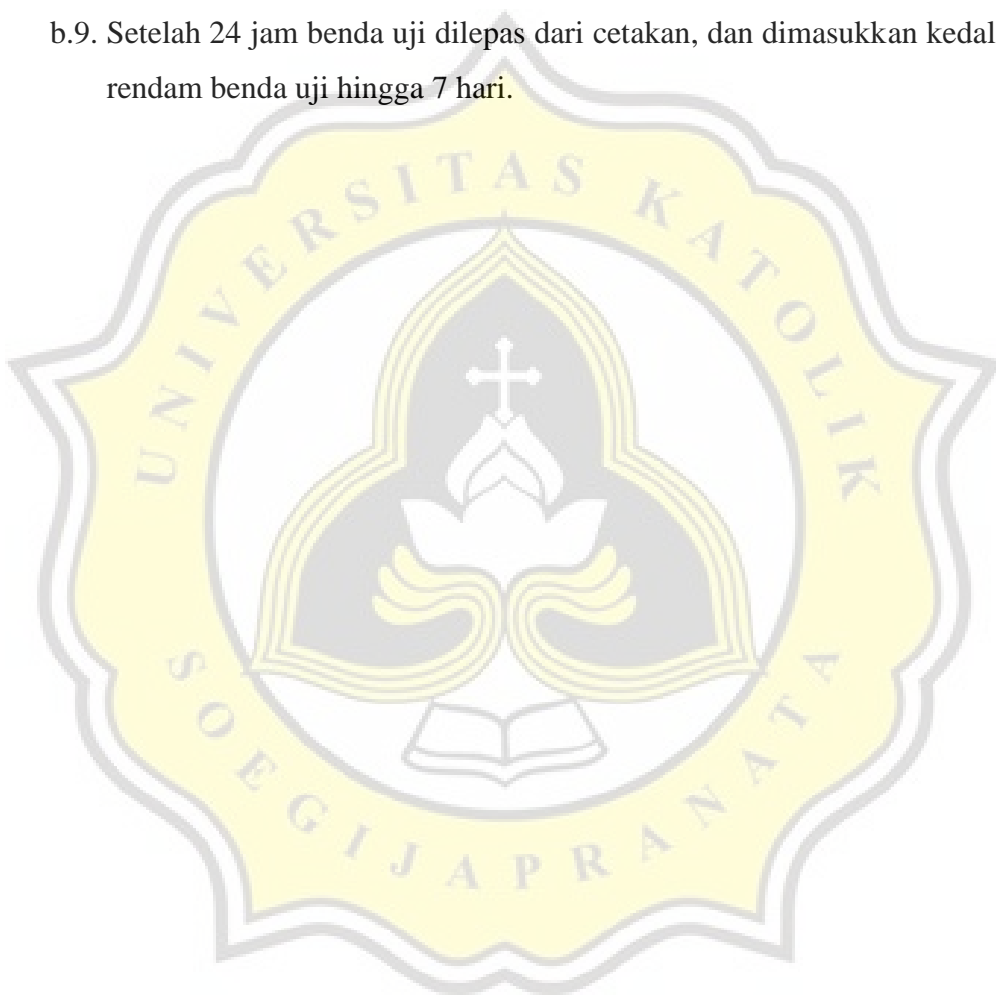 b.9. Setelah 24 jam benda uji dilepas dari cetakan, dan dimasukkan kedal
rendam benda uji hingga 7 hari.
UNIVERSITAS KATOLIK
SOEGIJAPRANATA